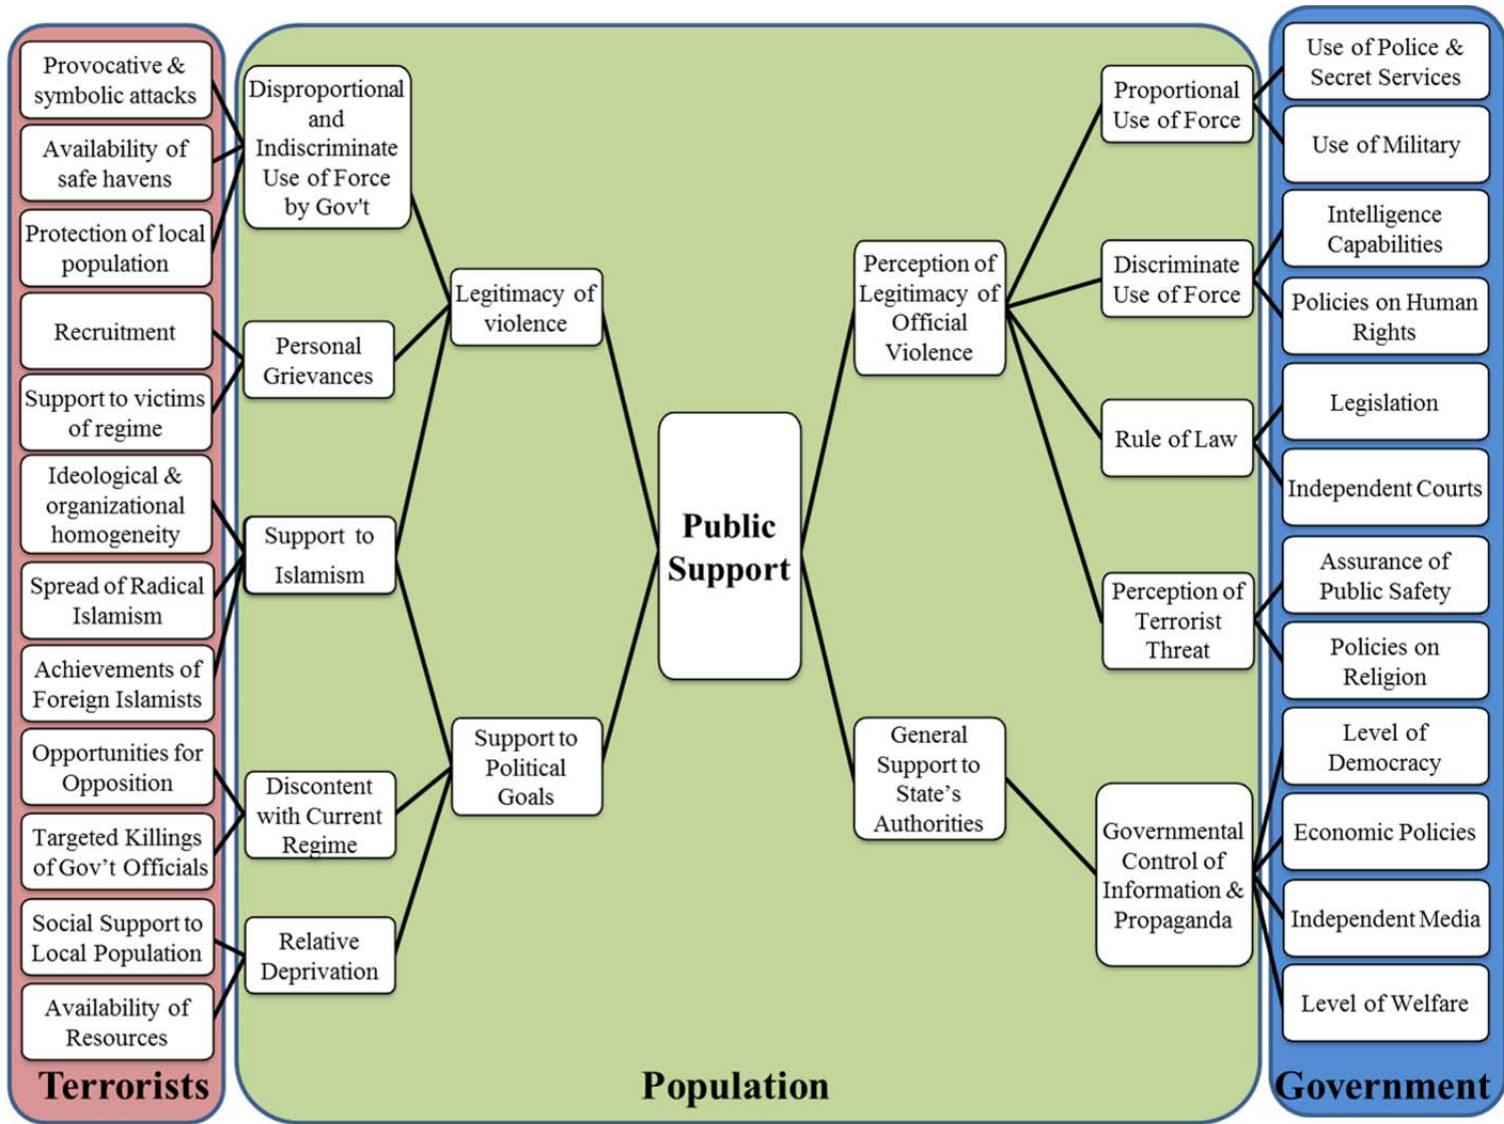 Provocative &
symbolic attacks
Availability of
safe havens
Protection of local
population
Recruitment
Support to victims
of regime
Ideological &
organizational
homogeneity
Spread of Radical
Islamism
Achievements of
Foreign Islamists
Opportunities for
Opposition
Targeted Killings
of Gov’t Officials
Social Support to
Local Population
Availability of
Resources
Terrorists
Disproportional
and
Indiscriminate
Use of Force
by Gov't
Personal
Grievances
Support to
Islamism
Discontent
with Current
Regime
Relative
Deprivation
Legitimacy of
violence
Support to
Political
Goals
Public
Support
Perception of
Legitimacy of
Official
Violence
General
Support to
State’s
Authorities
Proportional
Use of Force
Discriminate
Use of Force
Rule of Law
Perception of
Terrorist
Threat
Governmental
Control of
Information &
Propaganda
Population
Use of Police &
Secret Services
Use of Military
Intelligence
Capabilities
Policies on Human
Rights
Legislation
Independent Courts
Assurance of
Public Safety
Policies on
Religion
Level of
Democracy
Economic Policies
Independent Media
Level of Welfare
Government